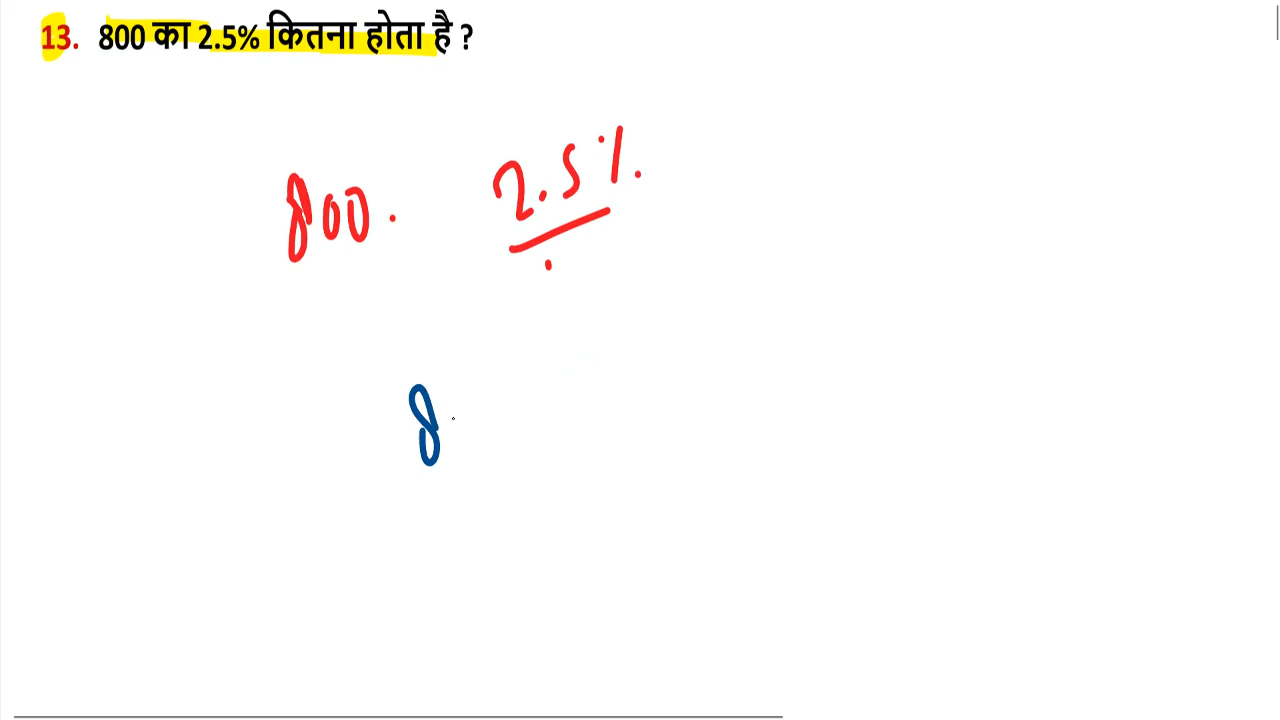 13. 800 का 2.5% कितना होता है ?
800. 2.5%
8